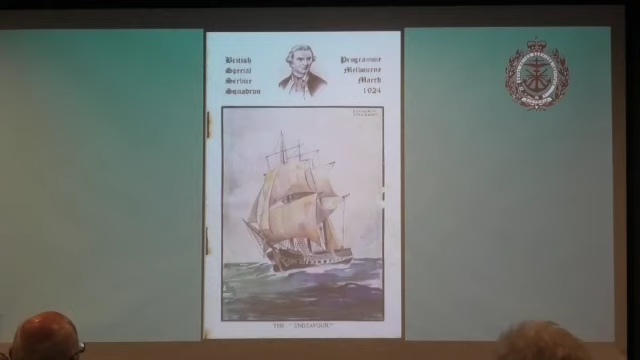 British
Special
Service
Squadron
Programme
Melbourne
March
1924
THE "ENDEAVOUR"